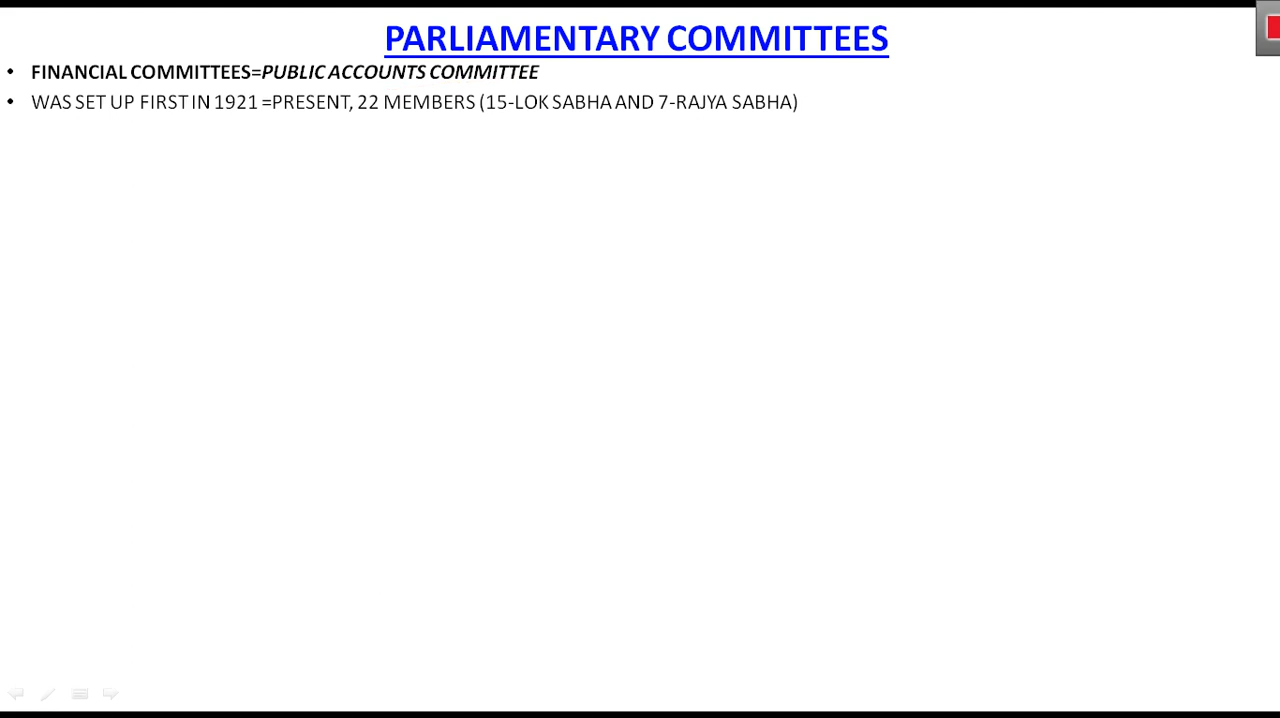 PARLIAMENTARY COMMITTEES
• FINANCIAL COMMITTEES=PUBLIC ACCOUNTS COMMITTEE
• WAS SET UP FIRST IN 1921 =PRESENT, 22 MEMBERS (15-LOK SABHA AND 7-RAJYA SABHA)